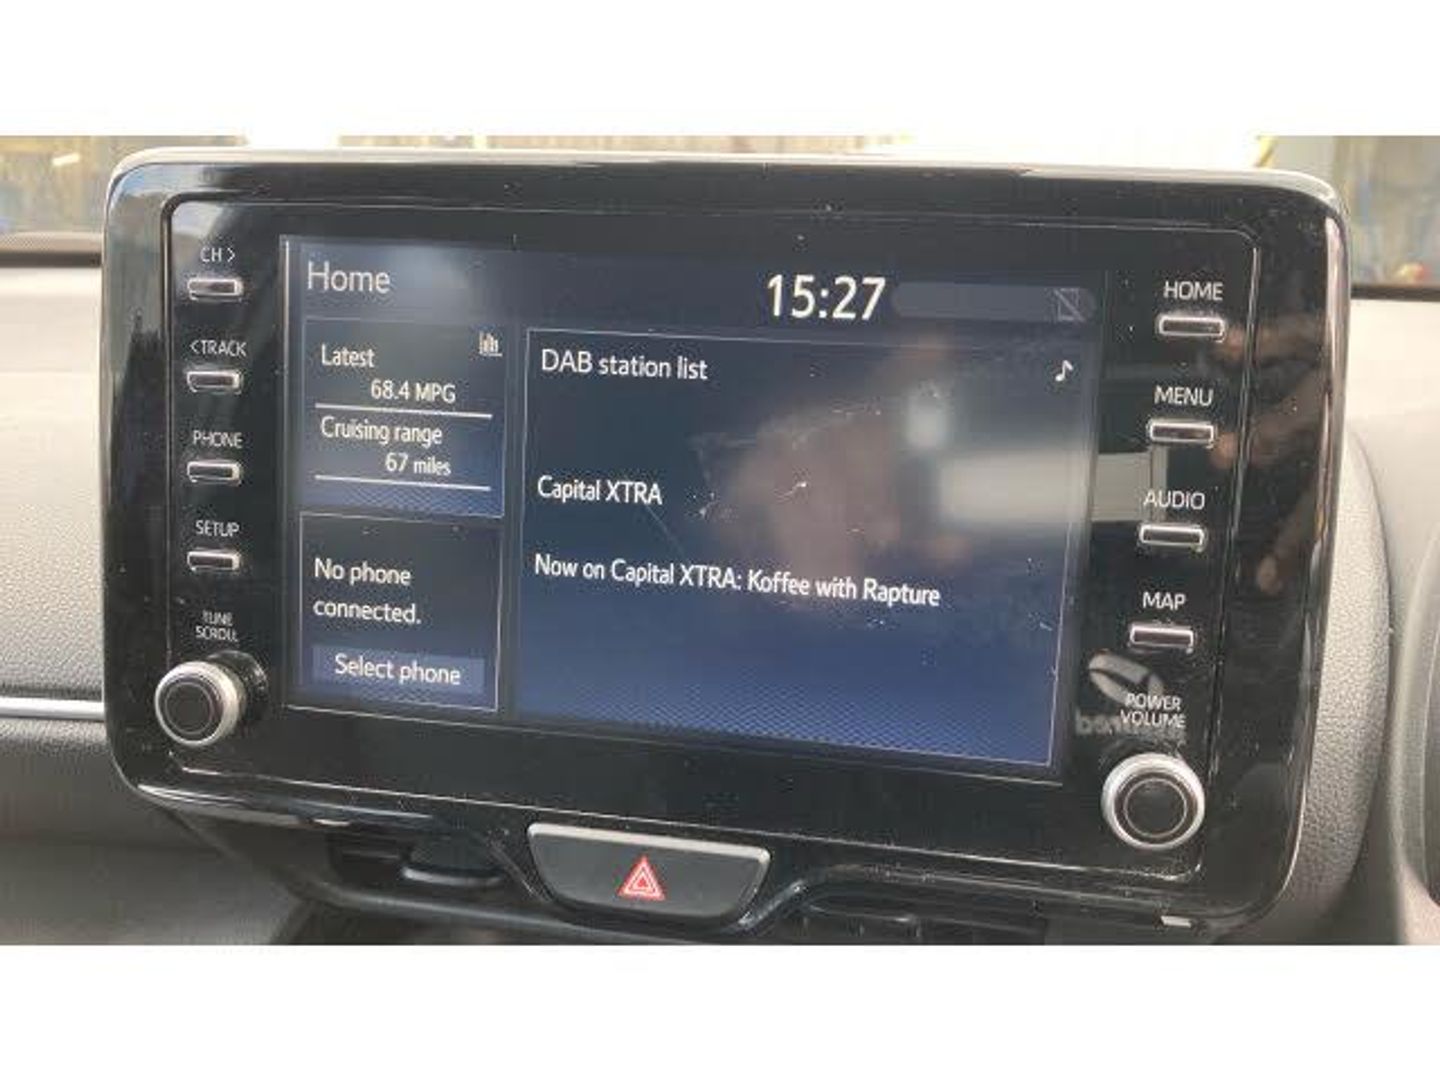 CH >
< TRACK
PHONE
SETUP
TUNE
SCROLL
Home
15:27
Latest
68.4 MPG
Cruising range
67 miles
No phone
connected.
Select phone
DAB station list
Capital XTRA
Now on Capital XTRA: Koffee with Rapture
HOME
MENU
AUDIO
MAP
POWER
VOLUME